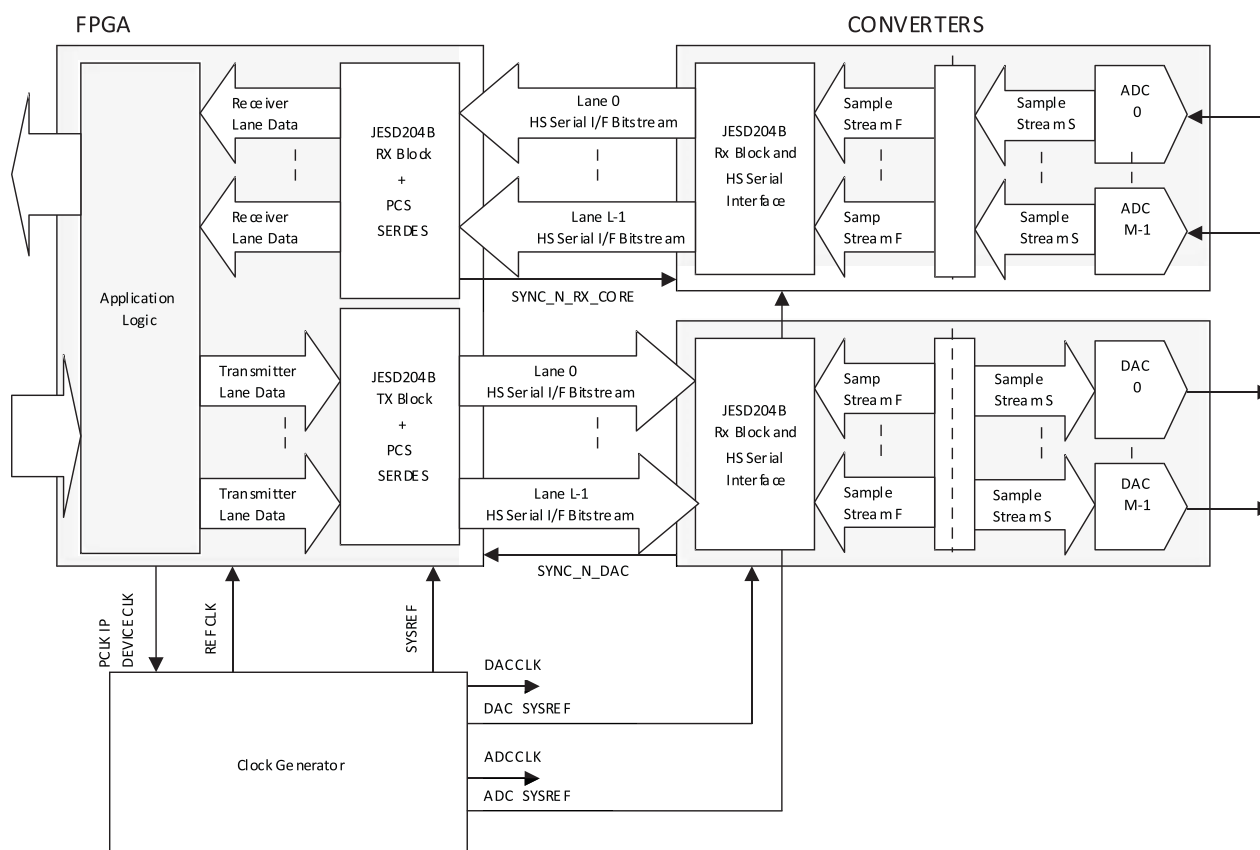 FPGA
CONVERTERS
Receiver
Lane Data
JESD204B
RX Block
+
PCS
SERDES
Lane 0
HS Serial I/F Bitstream
JESD204B
Rx Block and
HS Serial
Interface
Sample
Stream F
Sample
Stream S
ADC
0
Receiver
Lane Data
Lane L-1
HS Serial I/F Bitstream
Samp
Stream F
Sample
Stream S
ADC
M-1
SYNC_N_RX_CORE
Application
Logic
Transmitter
Lane Data
JESD204B
TX Block
+
PCS
SERDES
Lane 0
HS Serial I/F Bitstream
JESD204B
Rx Block and
HS Serial
Interface
Samp
Stream F
Sample
Stream S
DAC
0
Transmitter
Lane Data
Lane L-1
HS Serial I/F Bitstream
Sample
Stream F
Sample
Stream S
DAC
M-1
SYNC_N_DAC
PCLK IP
DEVICE CLK
REF CLK
SYSREF
DACCLK
DAC SYSREF
Clock Generator
ADCCLK
ADC SYSREF